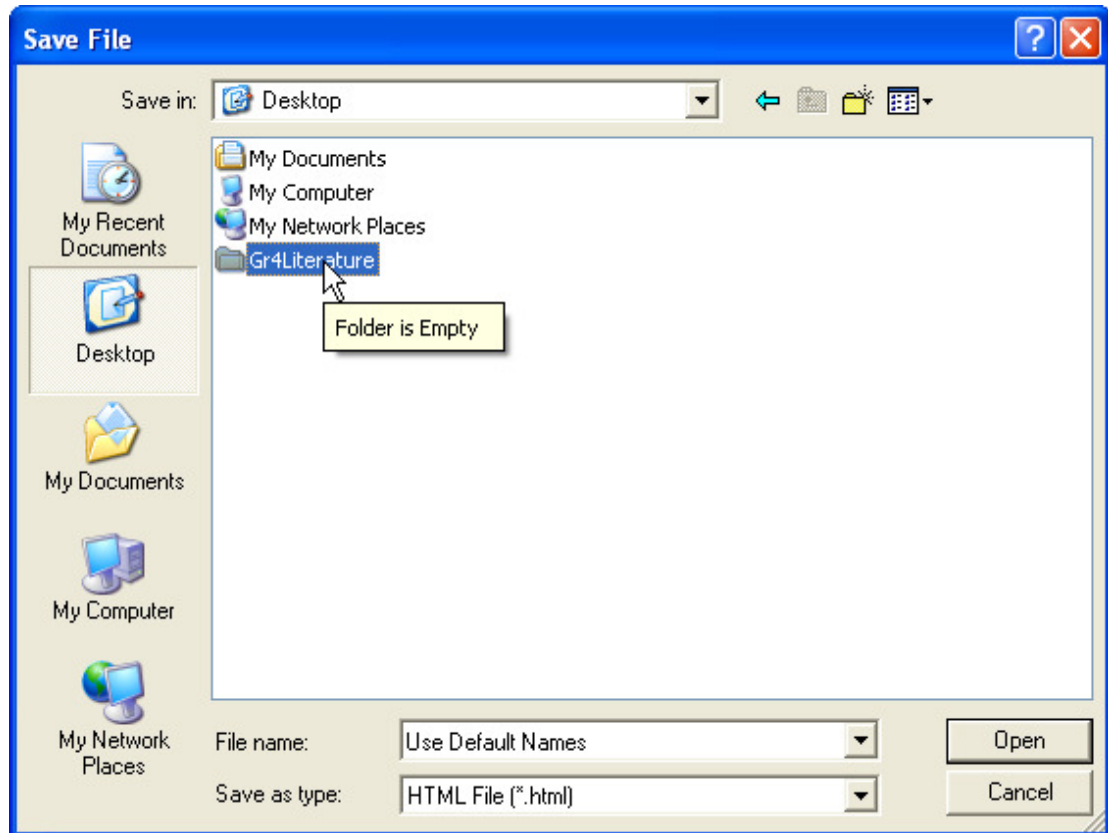 Save File
Save in:
Desktop
My Documents
My Computer
My Network Places
Gr4Literature
Folder is Empty
My Recent
Documents
Desktop
My Documents
My Computer
My Network
Places
File name:
Use Default Names
Open
Save as type:
HTML File (*.html)
Cancel